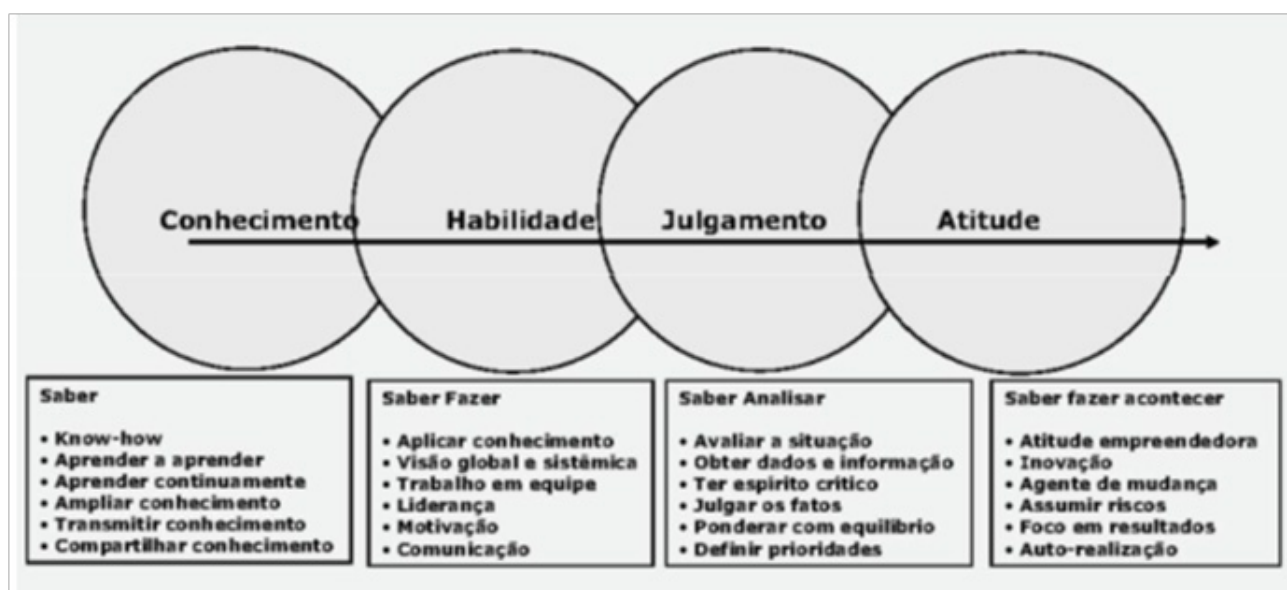 Conhecimento
Habilidade
Julgamento
Atitude
Saber
• Know-how
• Aprender a aprender
• Aprender continuamente
• Ampliar conhecimento
• Transmitir conhecimento
• Compartilhar conhecimento
Saber Fazer
• Aplicar conhecimento
• Visão global e sistêmica
• Trabalho em equipe
• Liderança
• Motivação
• Comunicação
Saber Analisar
• Avaliar a situação
• Obter dados e informação
• Ter espirito critico
• Julgar os fatos
• Ponderar com equilibrio
• Definir prioridades
Saber fazer acontecer
• Atitude empreendedora
• Inovação
• Agente de mudança
• Assumir riscos
• Foco em resultados
• Auto-realização